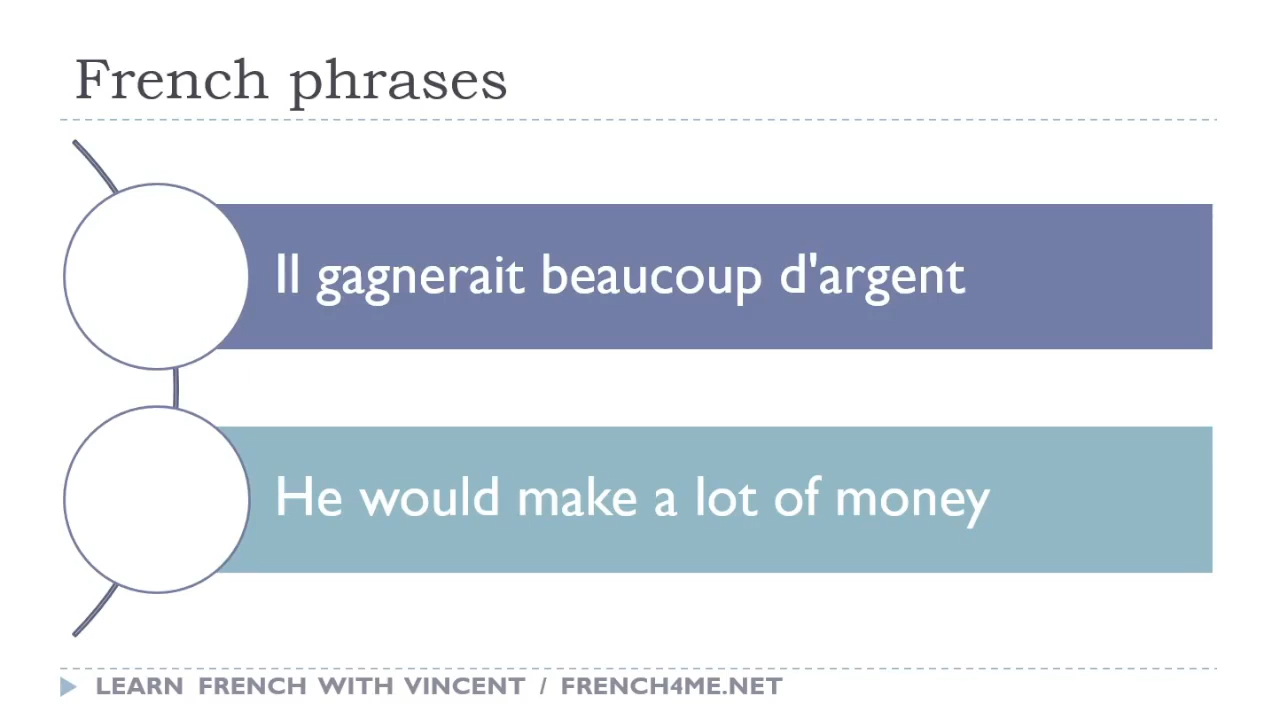 French phrases
Il gagnerait beaucoup d'argent
He would make a lot of money
LEARN FRENCH WITH VINCENT / FRENCH4ME.NET